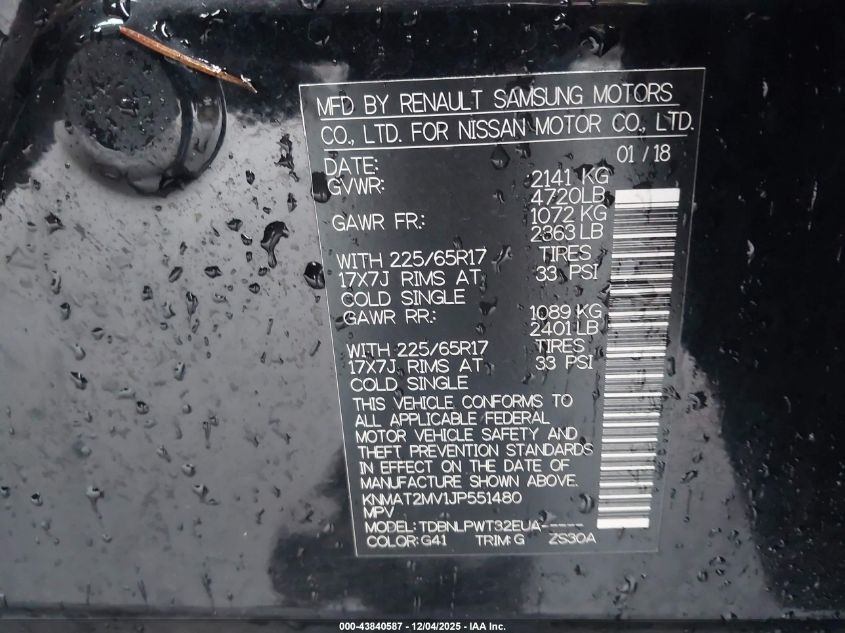 MFD BY RENAULT SAMSUNG MOTORS
CO., LTD. FOR NISSAN MOTOR CO., LTD.
DATE: 01 / 18
GVWR: 2141 KG
4720LB
GAWR FR.: 1072 KG
2363 LB
WITH 225/65R17 TIRES
17X7J RIMS AT 33 PSI
COLD SINGLE
GAWR RR.: 1089 KG
2401 LB
WITH 225/65R17 TIRES
17X7J RIMS AT 33 PSI
COLD SINGLE
THIS VEHICLE CONFORMS TO
ALL APPLICABLE FEDERAL
MOTOR VEHICLE SAFETY AND
THEFT PREVENTION STANDARDS
IN EFFECT ON THE DATE OF
MANUFACTURE SHOWN ABOVE.
KNMAT2MV1JP551480
MPV
MODEL: TDBNLPWT32EUA-----
COLOR: G41 TRIM: G ZS30A
000-43840587 - 12/04/2025 - IAA Inc.